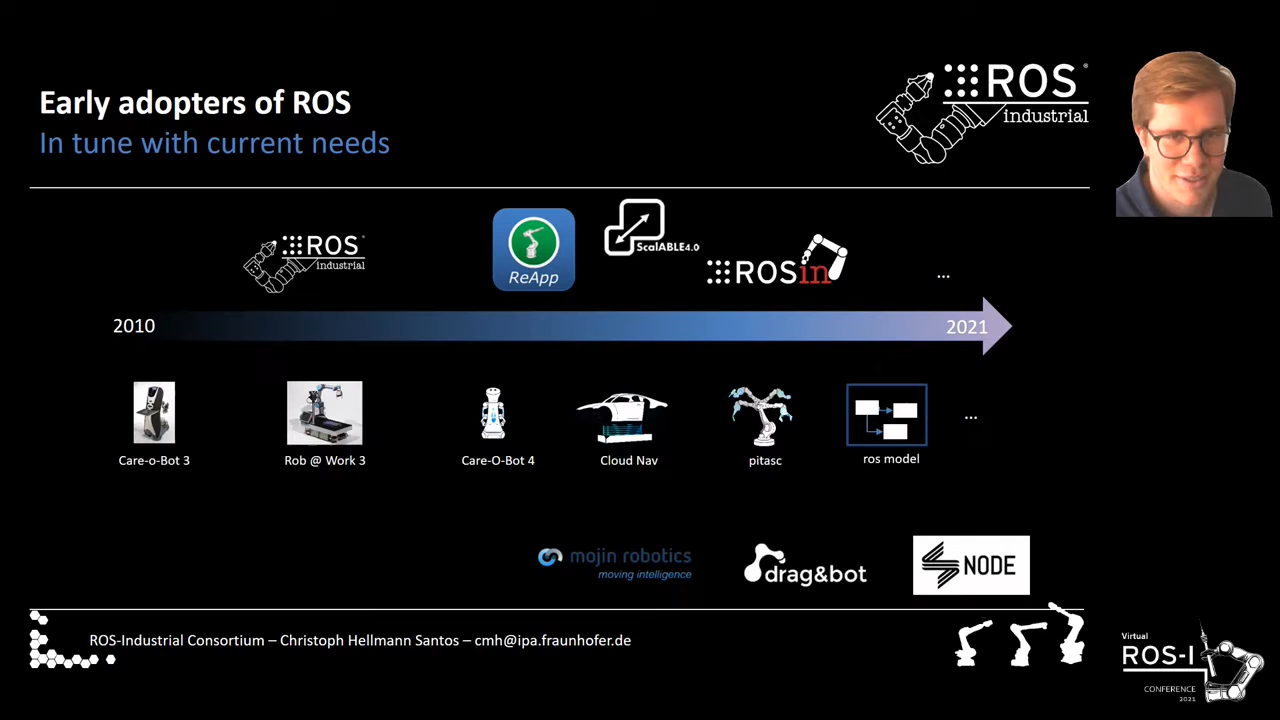 Early adopters of ROS
In tune with current needs
ROS
industrial
ROS
industrial
ReApp
ScalABLE4.0
ROSin
...
2010
2021
Care-o-Bot 3
Rob @ Work 3
Care-O-Bot 4
Cloud Nav
pitasc
ros model
...
mojin robotics
moving intelligence
drag&bot
NODE
ROS-Industrial Consortium – Christoph Hellmann Santos – cmh@ipa.fraunhofer.de
Virtual
ROS-I
CONFERENCE
2021